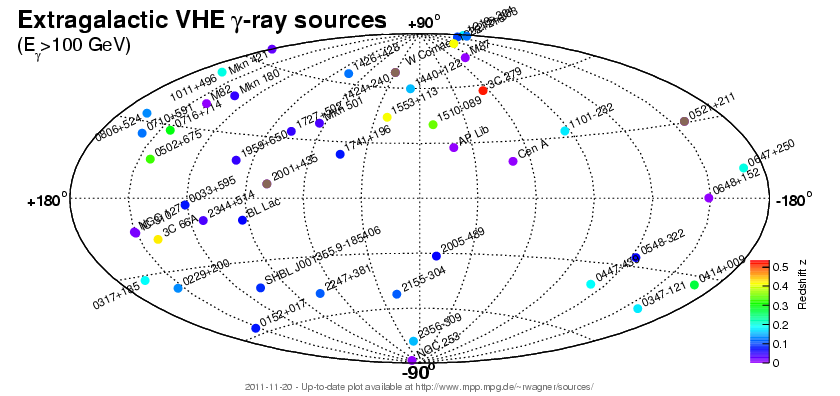 Extragalactic VHE γ-ray sources
(Eγ>100 GeV)
+90°
W Comae
M87
Mkn 421
1426+428
1440+122
3C 279
1011+496
Mkn 180
1424+240
M82
0806+524
0710+591
0716+714
1727+502
Mkn 501
1553+113
1510-089
1101-232
0521+211
0502+675
1959+650
1741+196
AP Lib
Cen A
0647+250
2001+435
0648+152
+180°
-180°
NGC 1275
0033+595
IC 310
3C 66A
2344+514
BL Lac
2005-489
0548-322
0317+185
0229+200
SHBL J001355.9-185406
2247+381
2155-304
0447-439
0414+009
0347-121
0152+017
2356-309
NGC 253
-90°
0.5
0.4
0.3
0.2
0.1
0
Redshift z
2011-11-20 - Up-to-date plot available at http://www.mpp.mpg.de/~rwagner/sources/